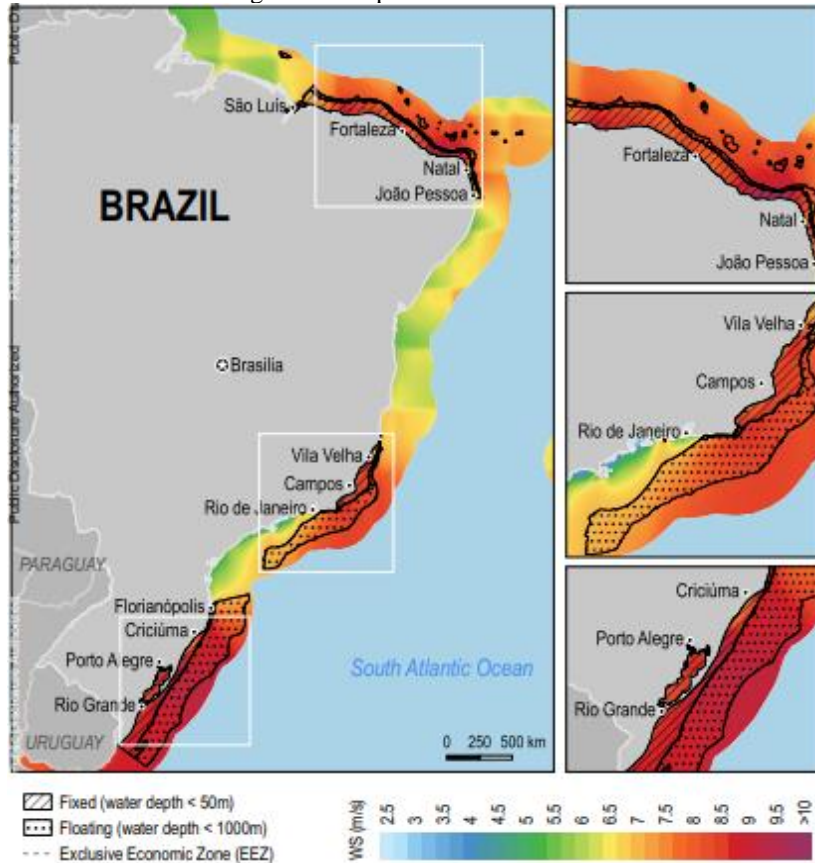 São Luís
Fortaleza
Natal
João Pessoa
BRAZIL
Brasilia
Vila Velha
Campos
Rio de Janeiro
PARAGUAY
Florianópolis
Criciúma
Porto Alegre
Rio Grande
URUGUAY
South Atlantic Ocean
0 250 500 km
Public Disclosure Authorized
Fortaleza
Natal
João Pessoa
Vila Velha
Campos
Rio de Janeiro
Criciúma
Porto Alegre
Rio Grande
Fixed (water depth < 50m)
Floating (water depth < 1000m)
Exclusive Economic Zone (EEZ)
WS (m/s)
2.5 3 3.5 4 4.5 5 5.5 6 6.5 7 7.5 8 8.5 9 9.5 >10